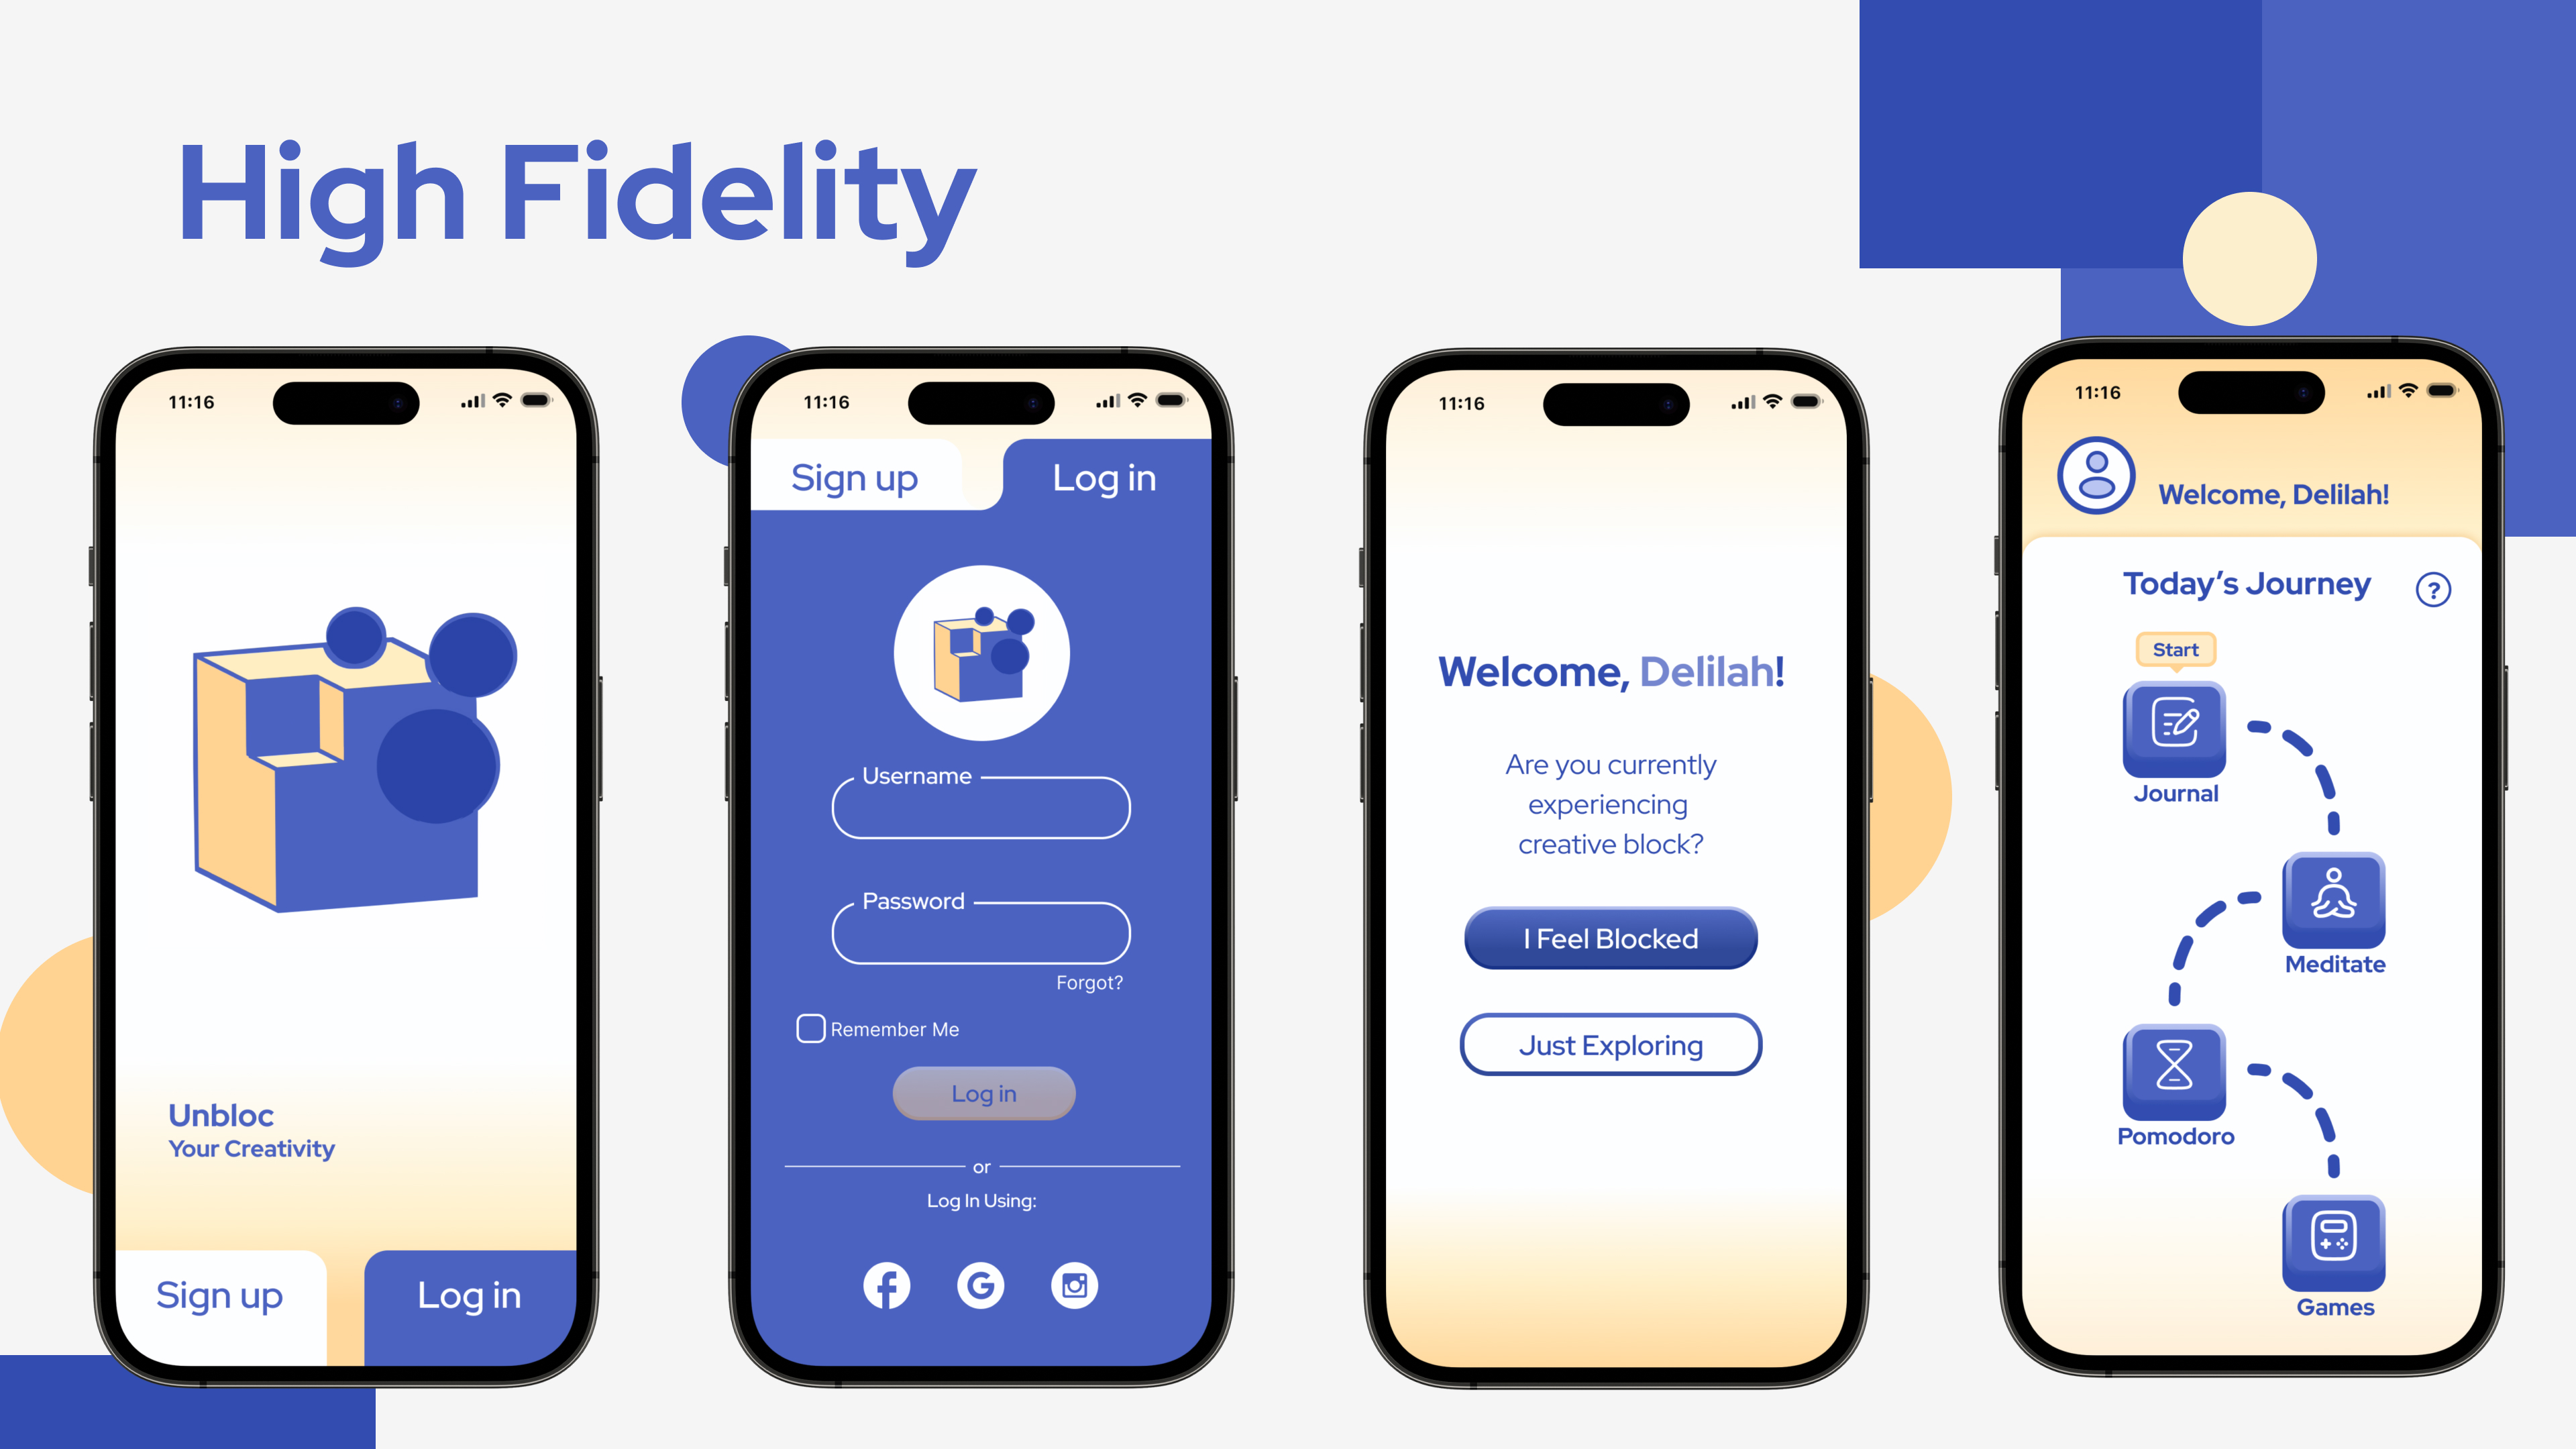 High Fidelity
11:16
Unbloc
Your Creativity
Sign up
Log in
11:16
Sign up
Log in
Username
Password
Forgot?
Remember Me
Log in
or
Log In Using:
11:16
Welcome, Delilah!
Are you currently
experiencing
creative block?
I Feel Blocked
Just Exploring
11:16
Welcome, Delilah!
Today's Journey
?
Start
Journal
Meditate
Pomodoro
Games